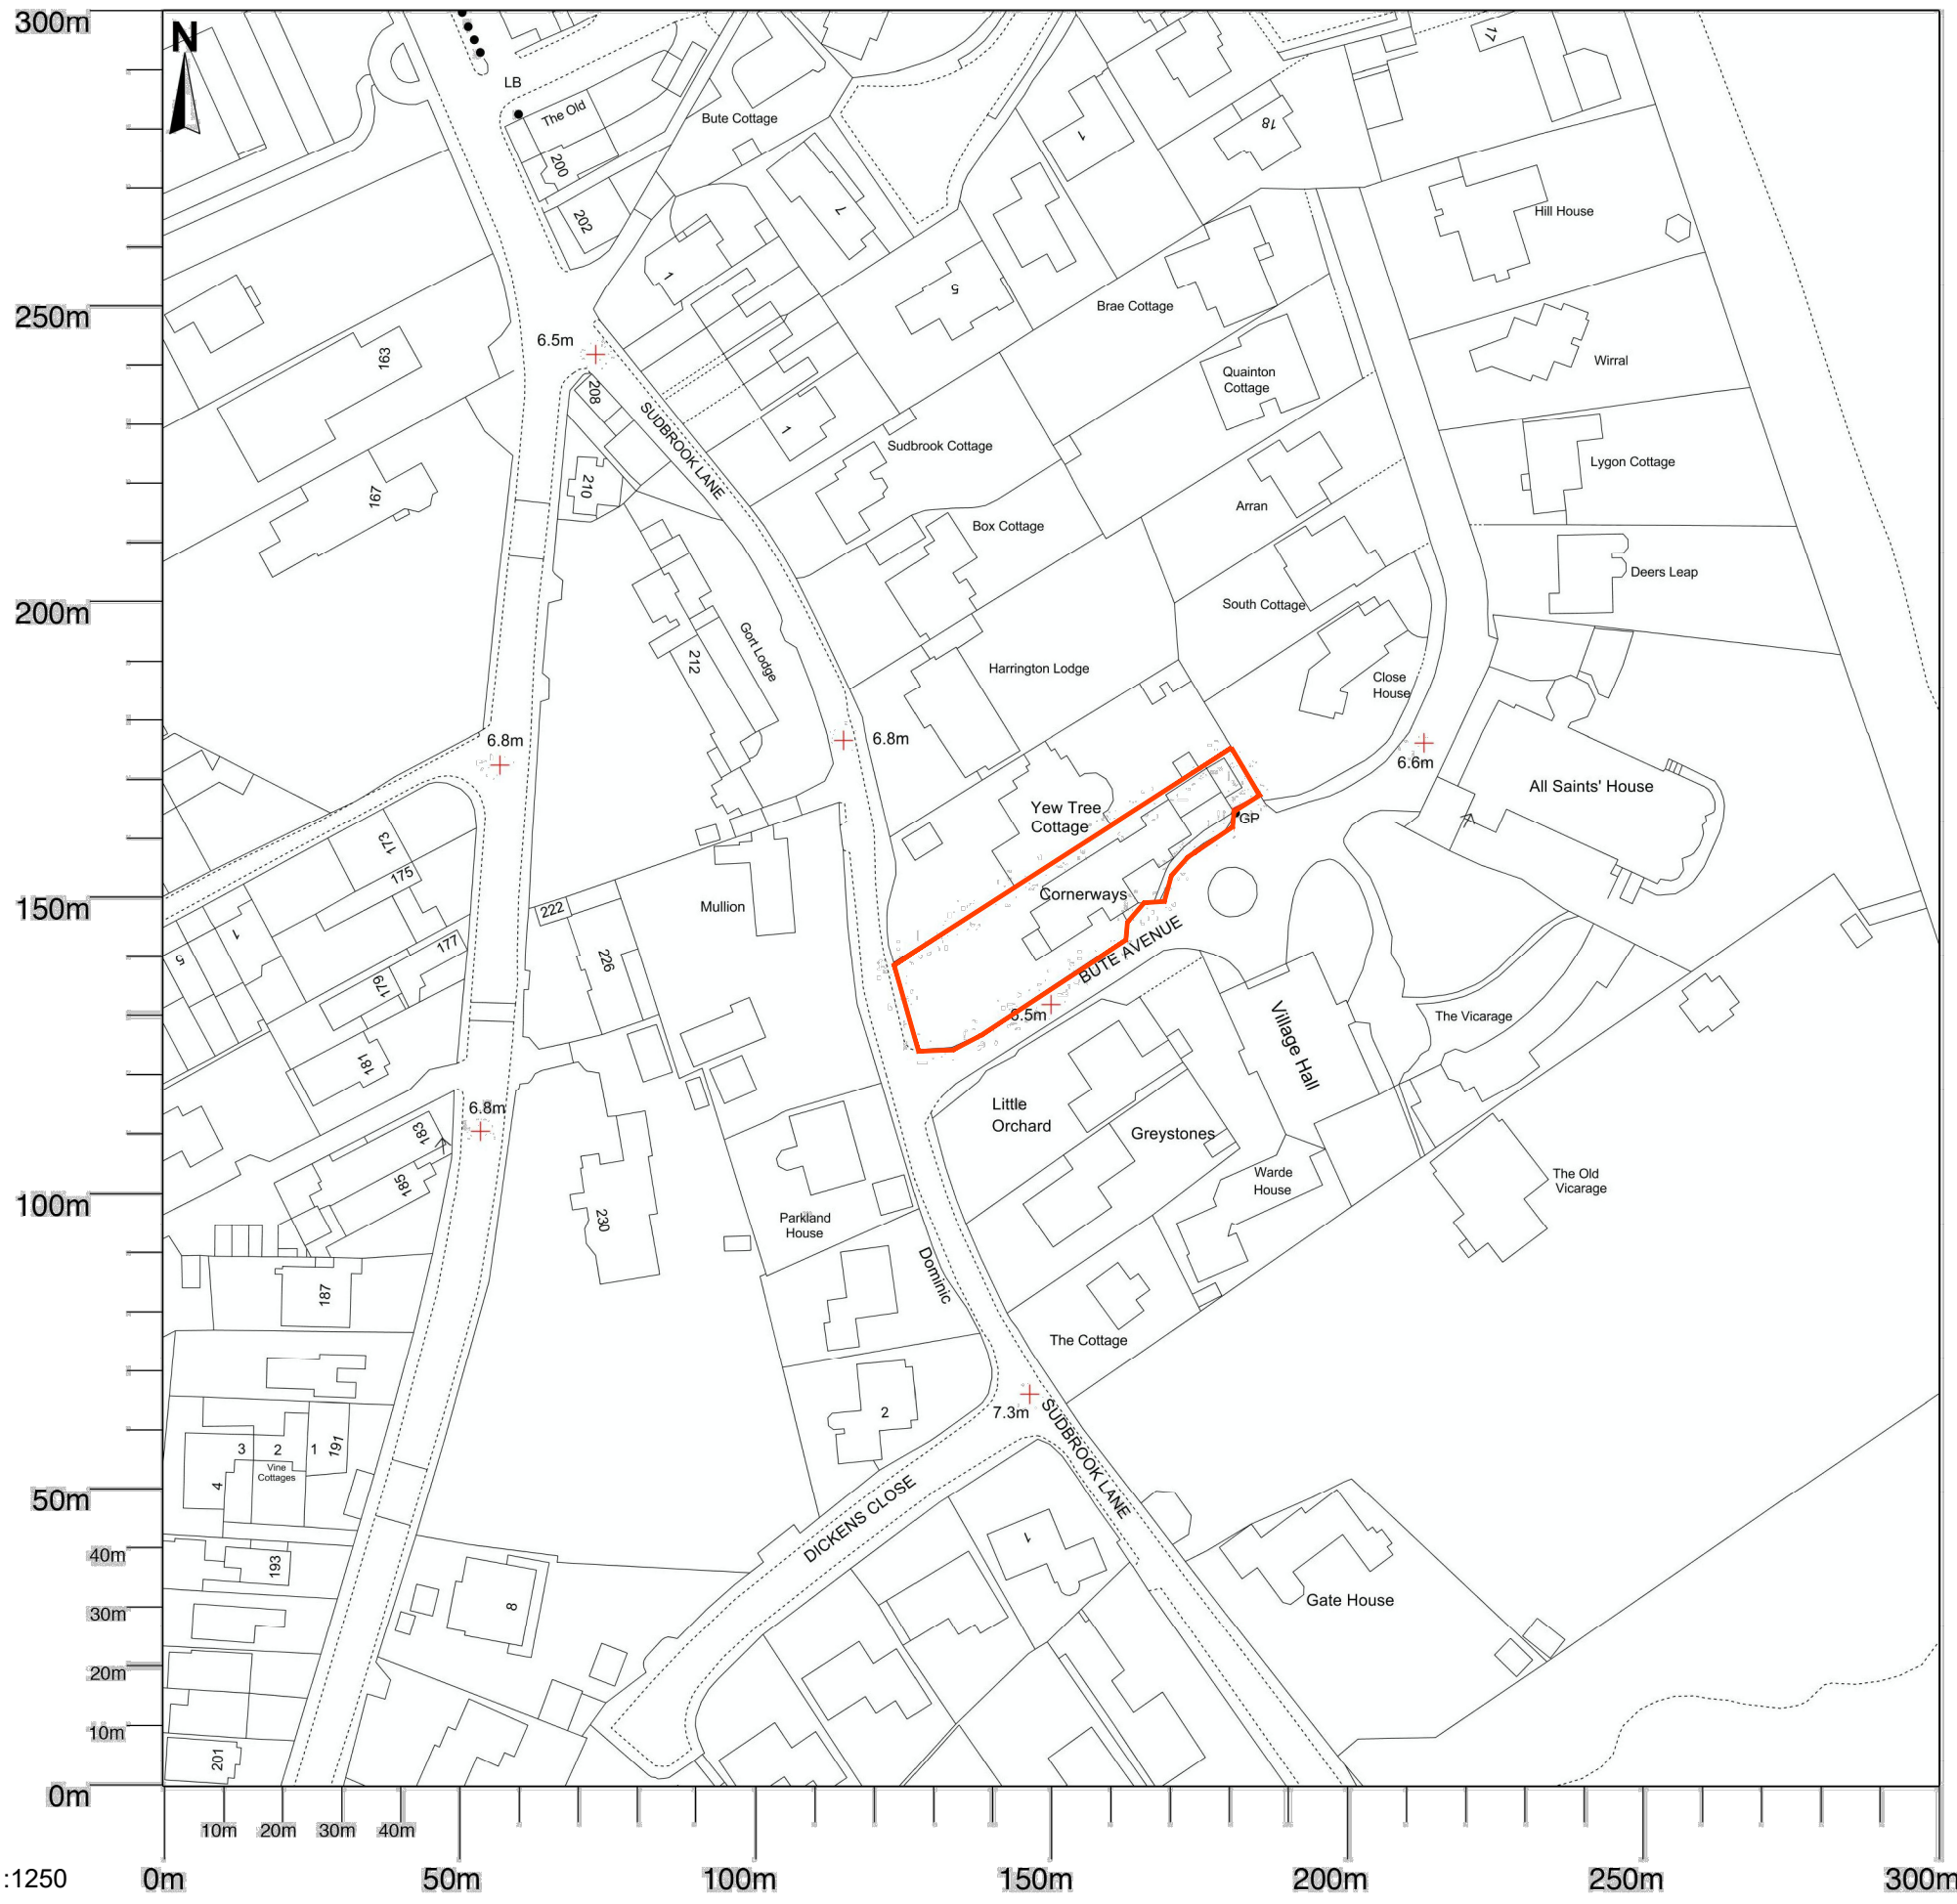 300m
N
17
LB
The Old
Bute Cottage
1
18
200
7
202
Hill House
1
5
Brae Cottage
250m
6.5m
163
Wirral
Quainton
Cottage
208
SUDBROOK LANE
1
Sudbrook Cottage
Lygon Cottage
210
167
Arran
Box Cottage
Deers Leap
200m
South Cottage
Gort Lodge
212
Harrington Lodge
Close
House
6.8m
6.8m
6.6m
All Saints' House
Yew Tree
Cottage
GP
173
175
Cornerways
150m
222
Mullion
1
BUTE AVENUE
177
5
226
179
6.5m
The Vicarage
Village Hall
181
Little
Orchard
6.8m
183
Greystones
185
Warde
House
The Old
Vicarage
100m
230
Parkland
House
Dominic
187
The Cottage
7.3m
2
SUDBROOK LANE
3
2
1
191
Vine
Cottages
4
50m
DICKENS CLOSE
1
40m
193
8
Gate House
30m
20m
10m
201
0m
10m
20m
30m
40m
:1250
0m
50m
100m
150m
200m
250m
300m